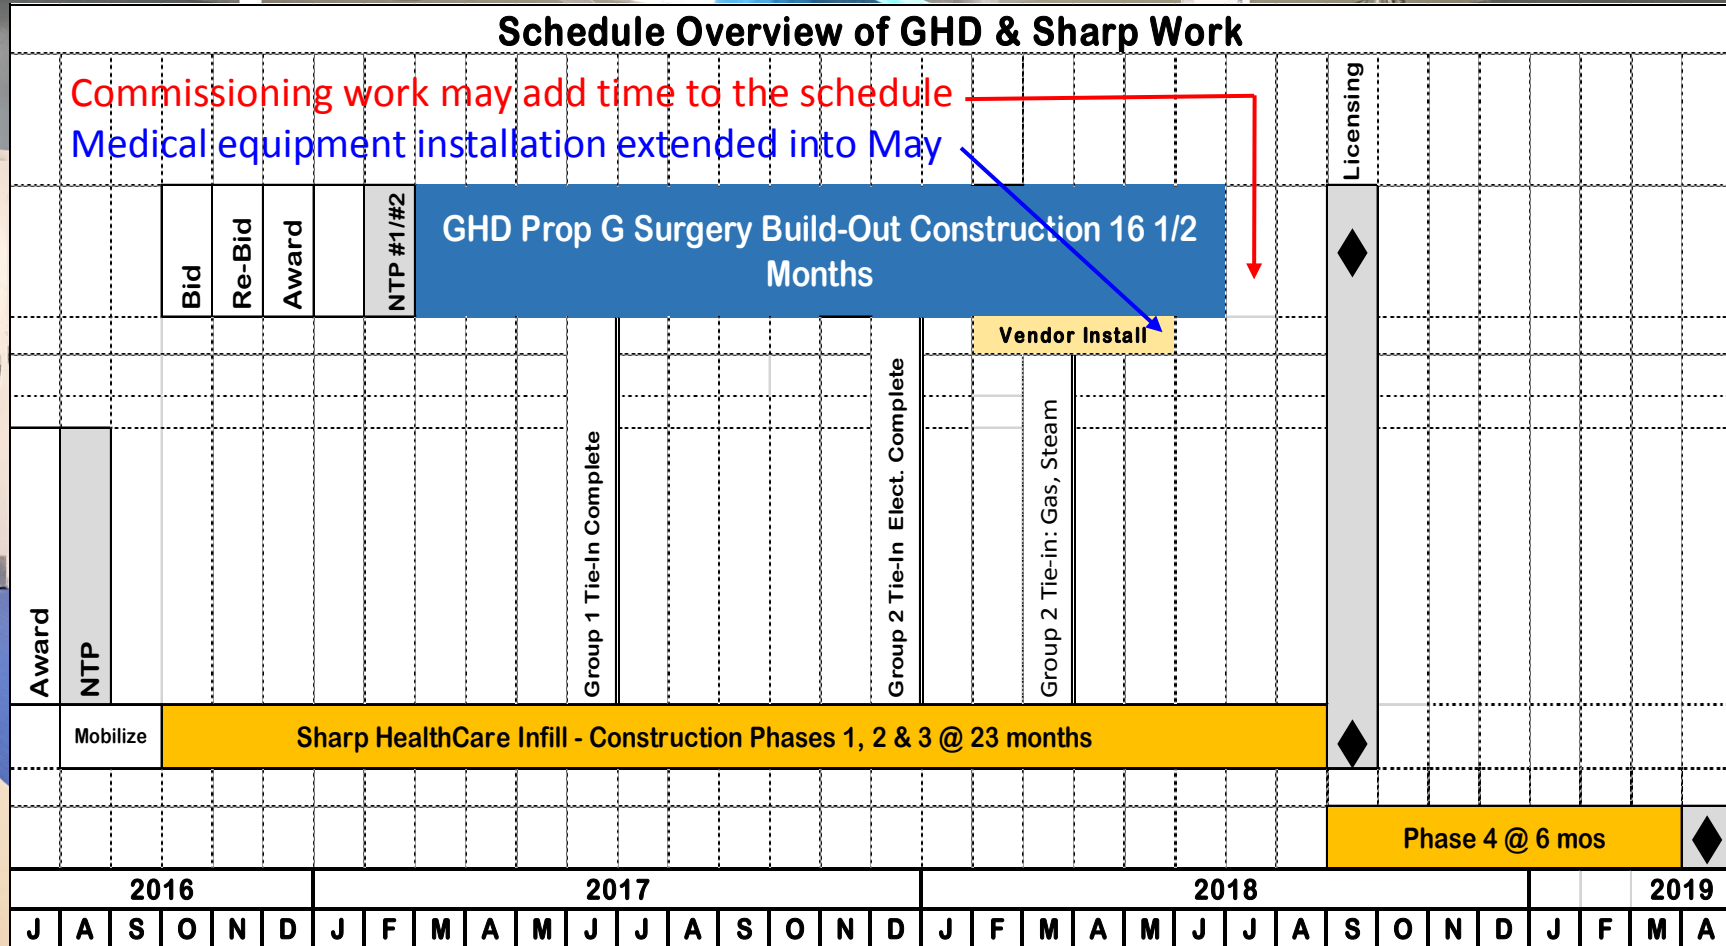 Schedule Overview of GHD & Sharp Work
Commissioning work may add time to the schedule
Medical equipment installation extended into May
Licensing
Bid
Re-Bid
Award
NTP #1/#2
GHD Prop G Surgery Build-Out Construction 16 1/2
Months
Vendor Install
Group 1 Tie-In Complete
Group 2 Tie-In Elect. Complete
Group 2 Tie-in: Gas, Steam
Award
NTP
Mobilize
Sharp HealthCare Infill - Construction Phases 1, 2 & 3 @ 23 months
Phase 4 @ 6 mos
2016 2017 2018 2019
J A S O N D J F M A M J J A S O N D J F M A M J J A S O N D J F M A